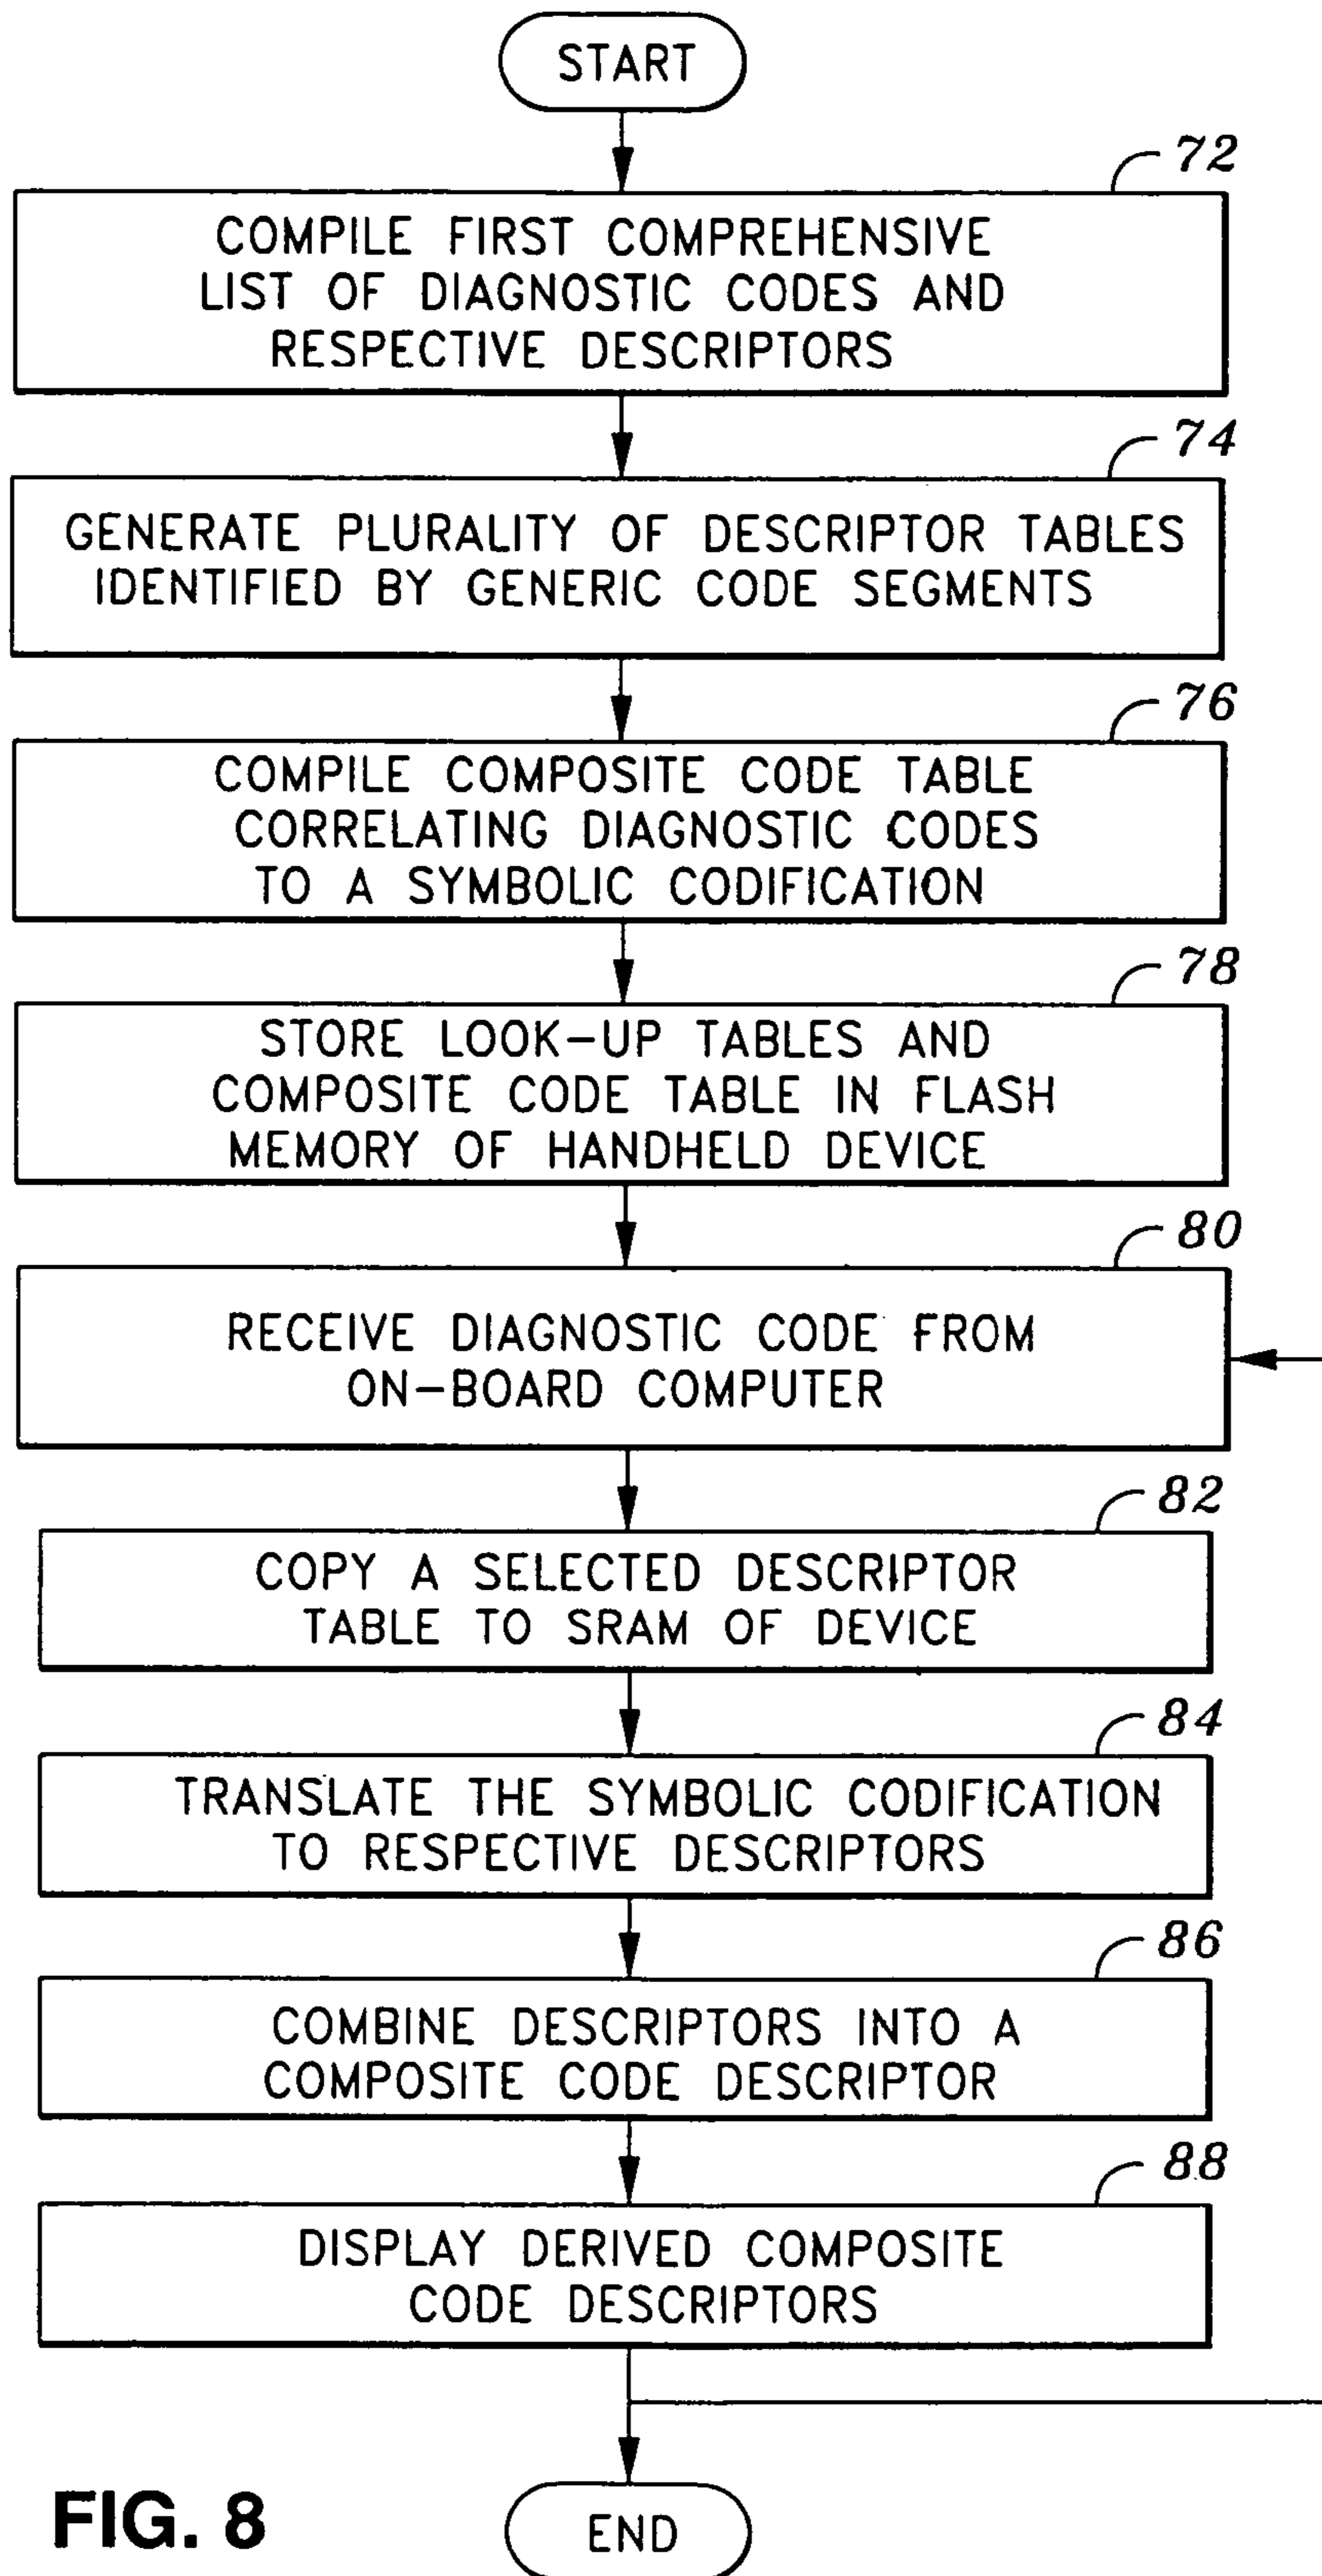 START
72
COMPILE FIRST COMPREHENSIVE
LIST OF DIAGNOSTIC CODES AND
RESPECTIVE DESCRIPTORS
74
GENERATE PLURALITY OF DESCRIPTOR TABLES
IDENTIFIED BY GENERIC CODE SEGMENTS
76
COMPILE COMPOSITE CODE TABLE
CORRELATING DIAGNOSTIC CODES
TO A SYMBOLIC CODIFICATION
78
STORE LOOK-UP TABLES AND
COMPOSITE CODE TABLE IN FLASH
MEMORY OF HANDHELD DEVICE
80
RECEIVE DIAGNOSTIC CODE FROM
ON-BOARD COMPUTER
82
COPY A SELECTED DESCRIPTOR
TABLE TO SRAM OF DEVICE
84
TRANSLATE THE SYMBOLIC CODIFICATION
TO RESPECTIVE DESCRIPTORS
86
COMBINE DESCRIPTORS INTO A
COMPOSITE CODE DESCRIPTOR
88
DISPLAY DERIVED COMPOSITE
CODE DESCRIPTORS
END
FIG. 8